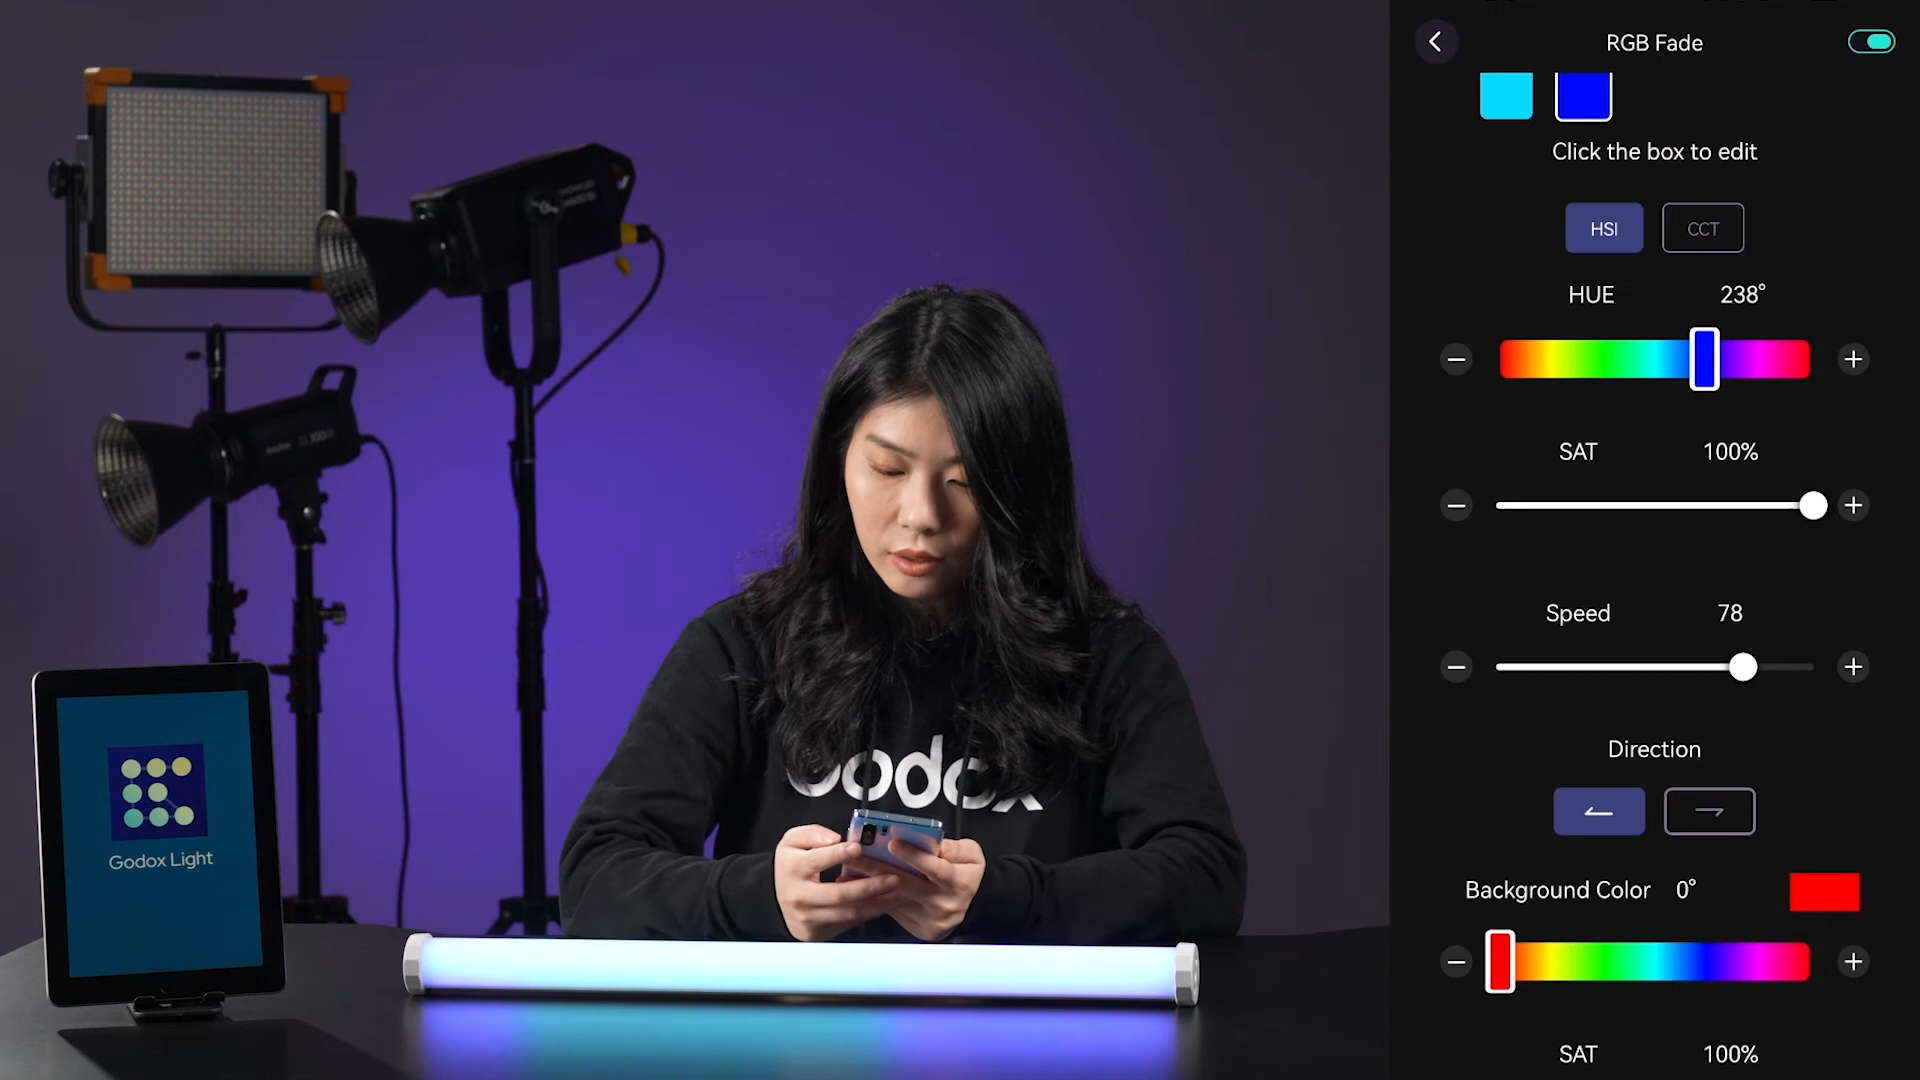 RGB Fade
Click the box to edit
HSI
CCT
HUE 238°
SAT 100%
Speed 78
Direction
Background Color 0°
SAT 100%
Godox Light
Godox